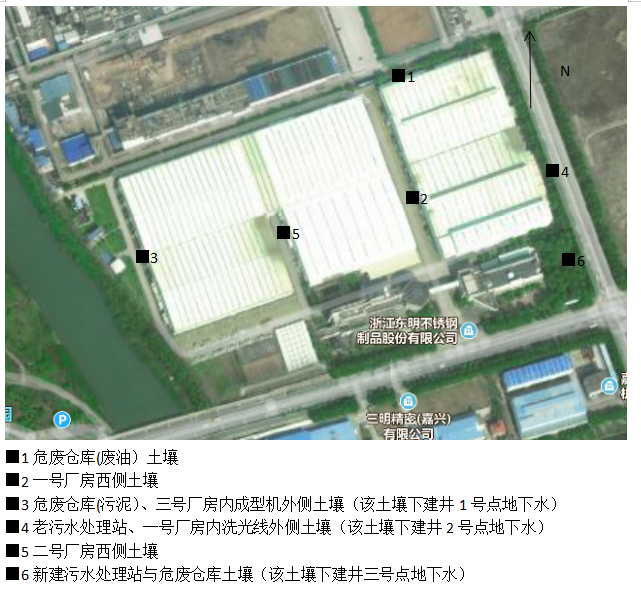 N
1
4
2
5
3
6
浙江东明不锈钢
制品股份有限公司
三明精密(嘉兴)
有限公司
P
■1 危废仓库(废油）土壤
■2 一号厂房西侧土壤
■3 危废仓库(污泥）、三号厂房内成型机外侧土壤（该土壤下建井 1 号点地下水）
■4 老污水处理站、一号厂房内洗光线外侧土壤（该土壤下建井 2 号点地下水）
■5 二号厂房西侧土壤
■6 新建污水处理站与危废仓库土壤（该土壤下建井三号点地下水）